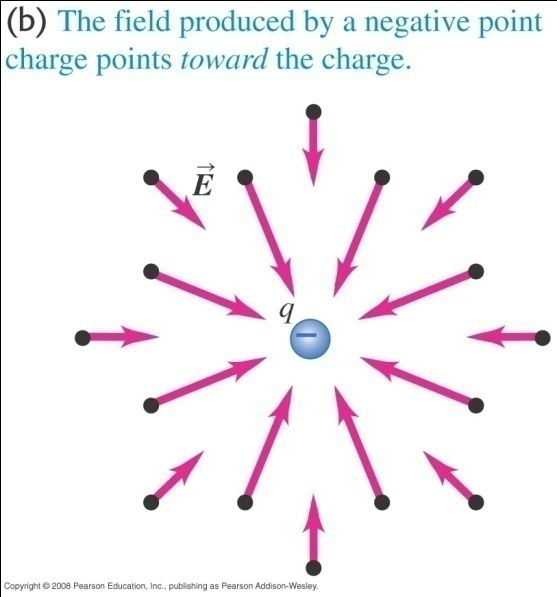 (b) The field produced by a negative point
charge points toward the charge.
E
q
−
Copyright © 2008 Pearson Education, Inc., publishing as Pearson Addison-Wesley.